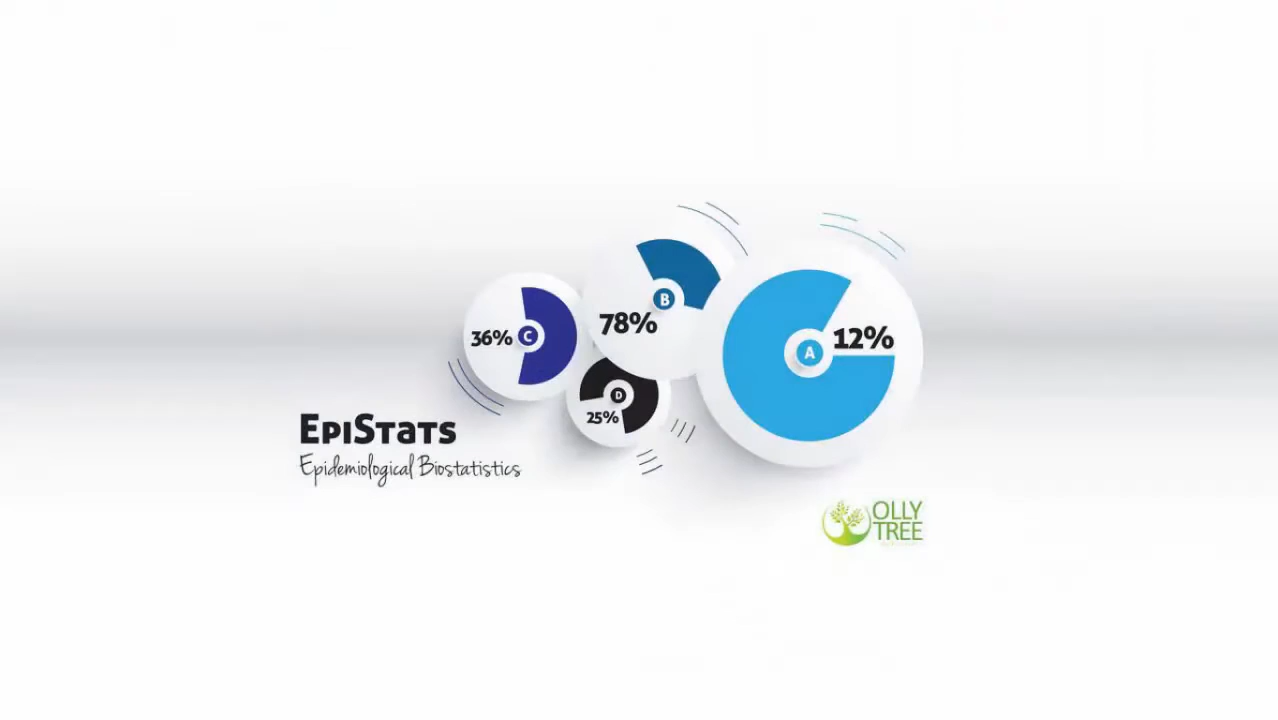 36%
C
78%
B
12%
A
25%
D
EpiStats
Epidemiological Biostatistics
OLLY
TREE